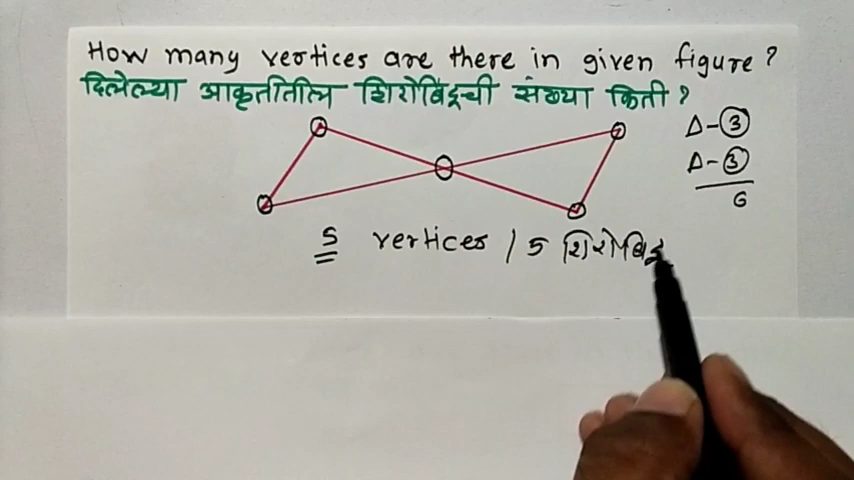 How many vertices are there in given figure?
दिलेल्या आकृतीतिल शिरोबिंदूची संख्या किती?
Δ-3
Δ-3
6
5 vertices / 5 शिरोबिंदू